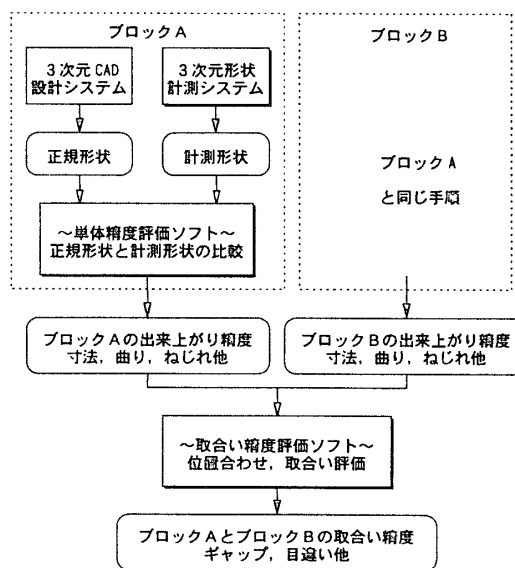 ブロックA
3次元CAD
設計システム
3次元形状
計測システム
正規形状
計測形状
～単体精度評価ソフト～
正規形状と計測形状の比較
ブロックB
ブロックA
と同じ手順
ブロックAの出来上がり精度
寸法，曲り，ねじれ他
ブロックBの出来上がり精度
寸法，曲り，ねじれ他
～取合い精度評価ソフト～
位置合わせ，取合い評価
ブロックAとブロックBの取合い精度
ギャップ，目違い他